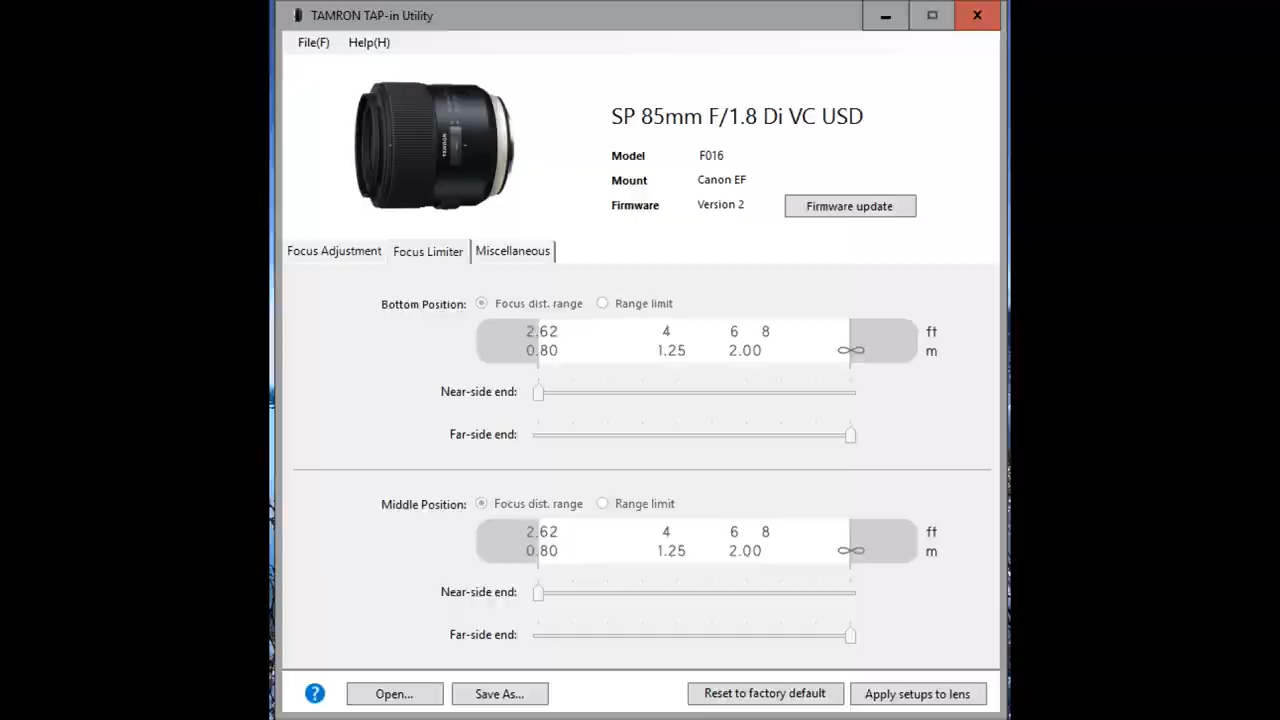 TAMRON TAP-in Utility
File(F) Help(H)
SP 85mm F/1.8 Di VC USD
Model F016
Mount Canon EF
Firmware Version 2 Firmware update
TAMRON
Focus Adjustment Focus Limiter Miscellaneous
Bottom Position: Focus dist. range Range limit
2.62 4 6 8 ∞ ft
0.80 1.25 2.00 m
Near-side end:
Far-side end:
Middle Position: Focus dist. range Range limit
2.62 4 6 8 ∞ ft
0.80 1.25 2.00 m
Near-side end:
Far-side end:
? Open... Save As... Reset to factory default Apply setups to lens